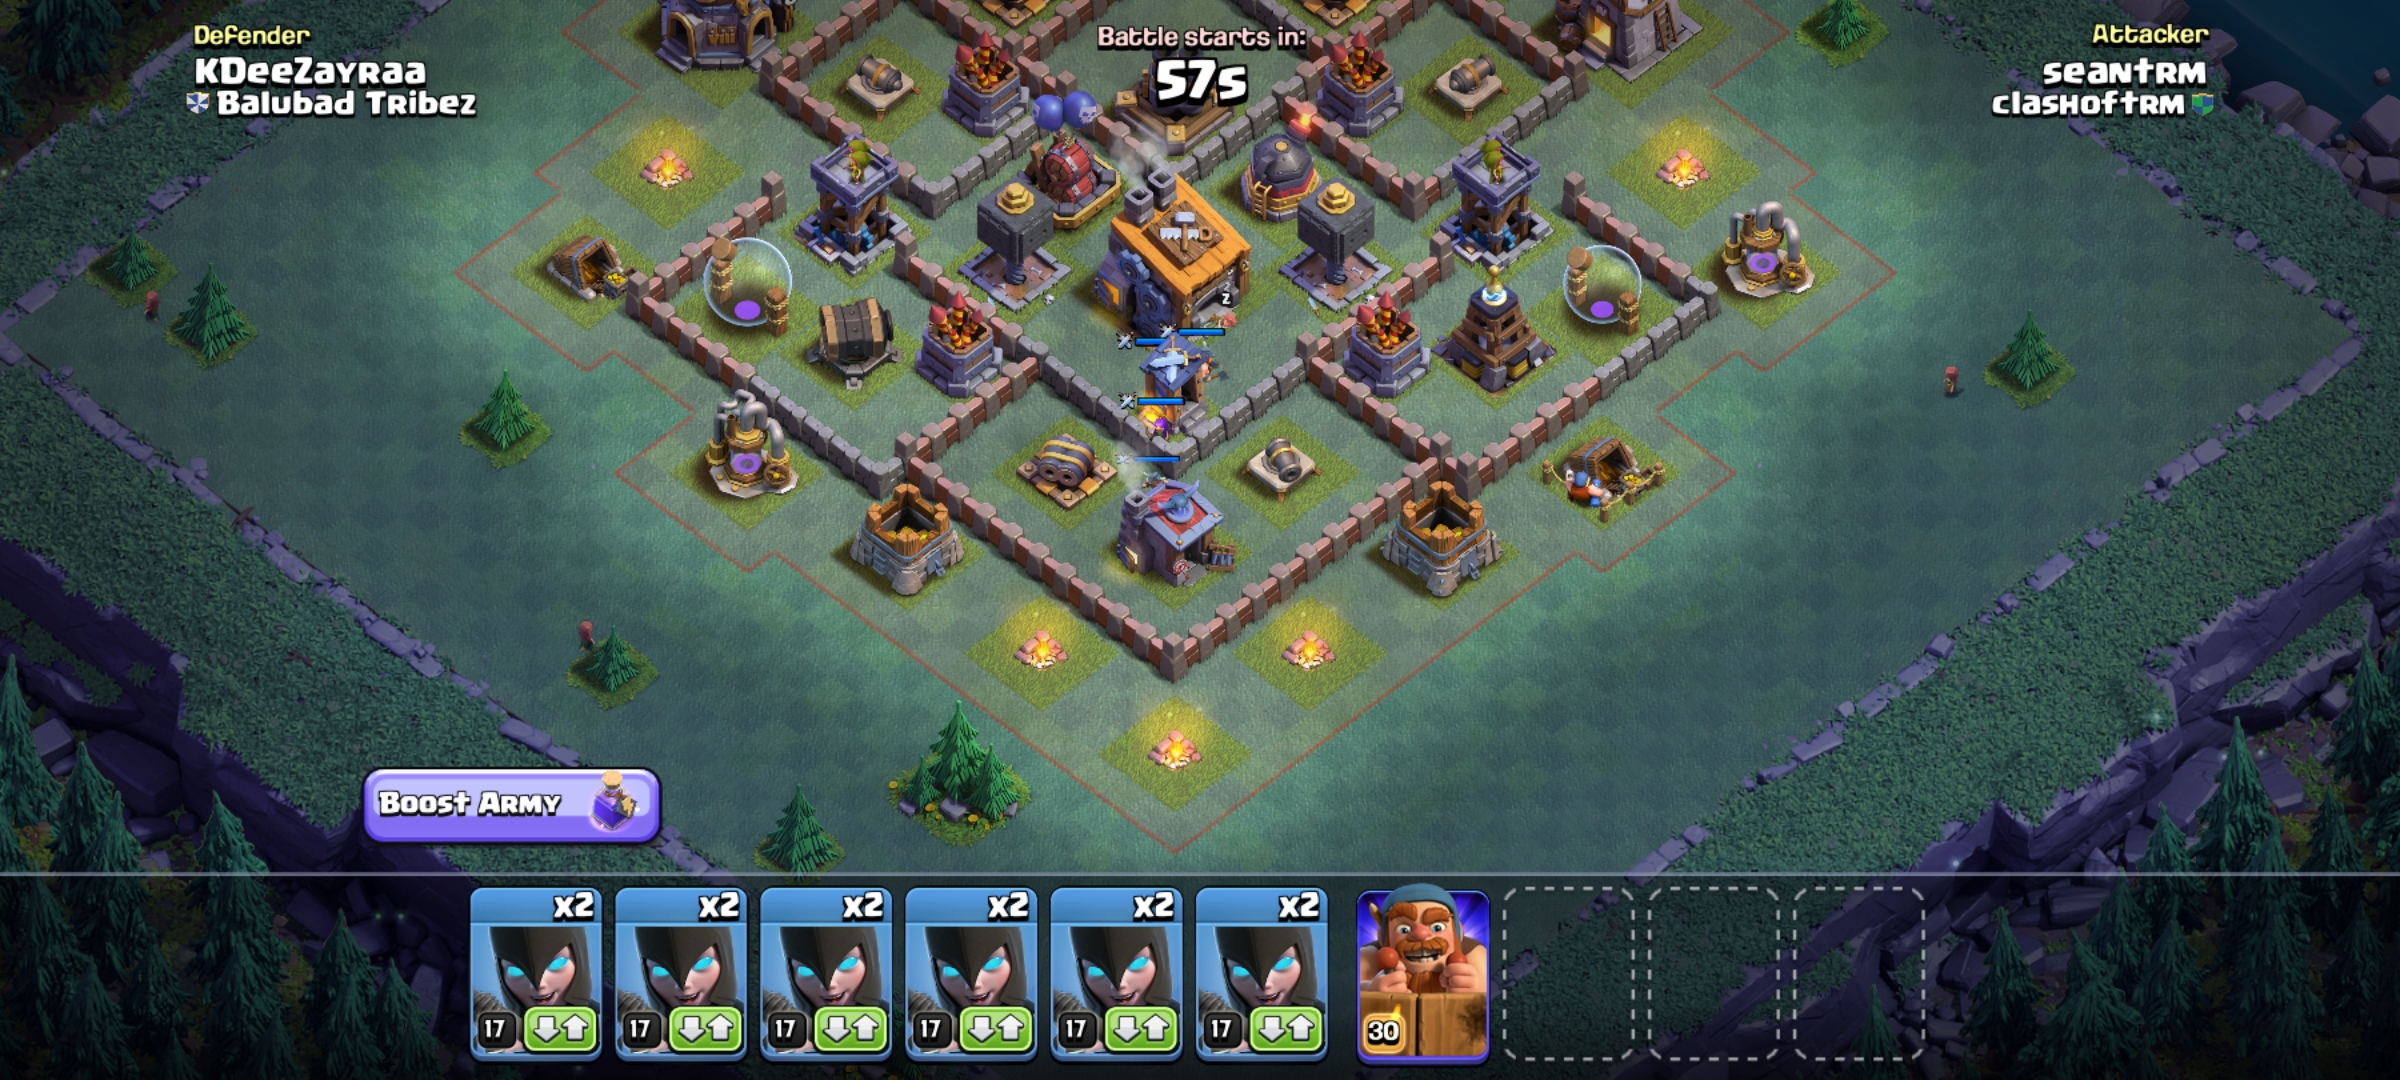 Defender
KDeeZayraa
Balubad Tribez
Battle starts in:
57s
Attacker
seantRM
clashoftRM
Boost Army
x2
x2
x2
x2
x2
x2
17
17
17
17
17
17
30